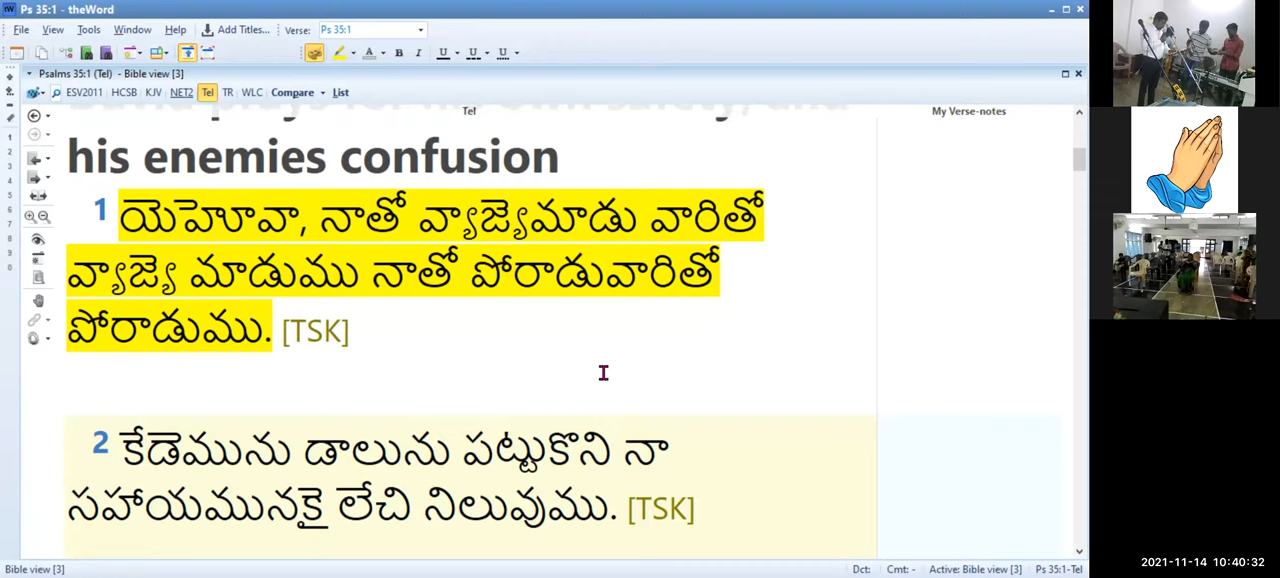 Ps 35:1 - theWord
File View Tools Window Help Add Titles... Verse: Ps 35:1
Psalms 35:1 (Tel) - Bible view [3]
ESV2011 HCSB KJV NET2 Tel TR WLC Compare List
Tel My Verse-notes
his enemies confusion
1 యెహోవా, నాతో వ్యాజ్యెమాడు వారితో
వ్యాజ్యె మాడుము నాతో పోరాడువారితో
పోరాడుము. [TSK]
2 కేడెమును డాలును పట్టుకొని నా
సహాయమునకై లేచి నిలువుము. [TSK]
Bible view [3] Dct: Cmt: - Active: Bible view [3] Ps 35:1-Tel
2021-11-14 10:40:32